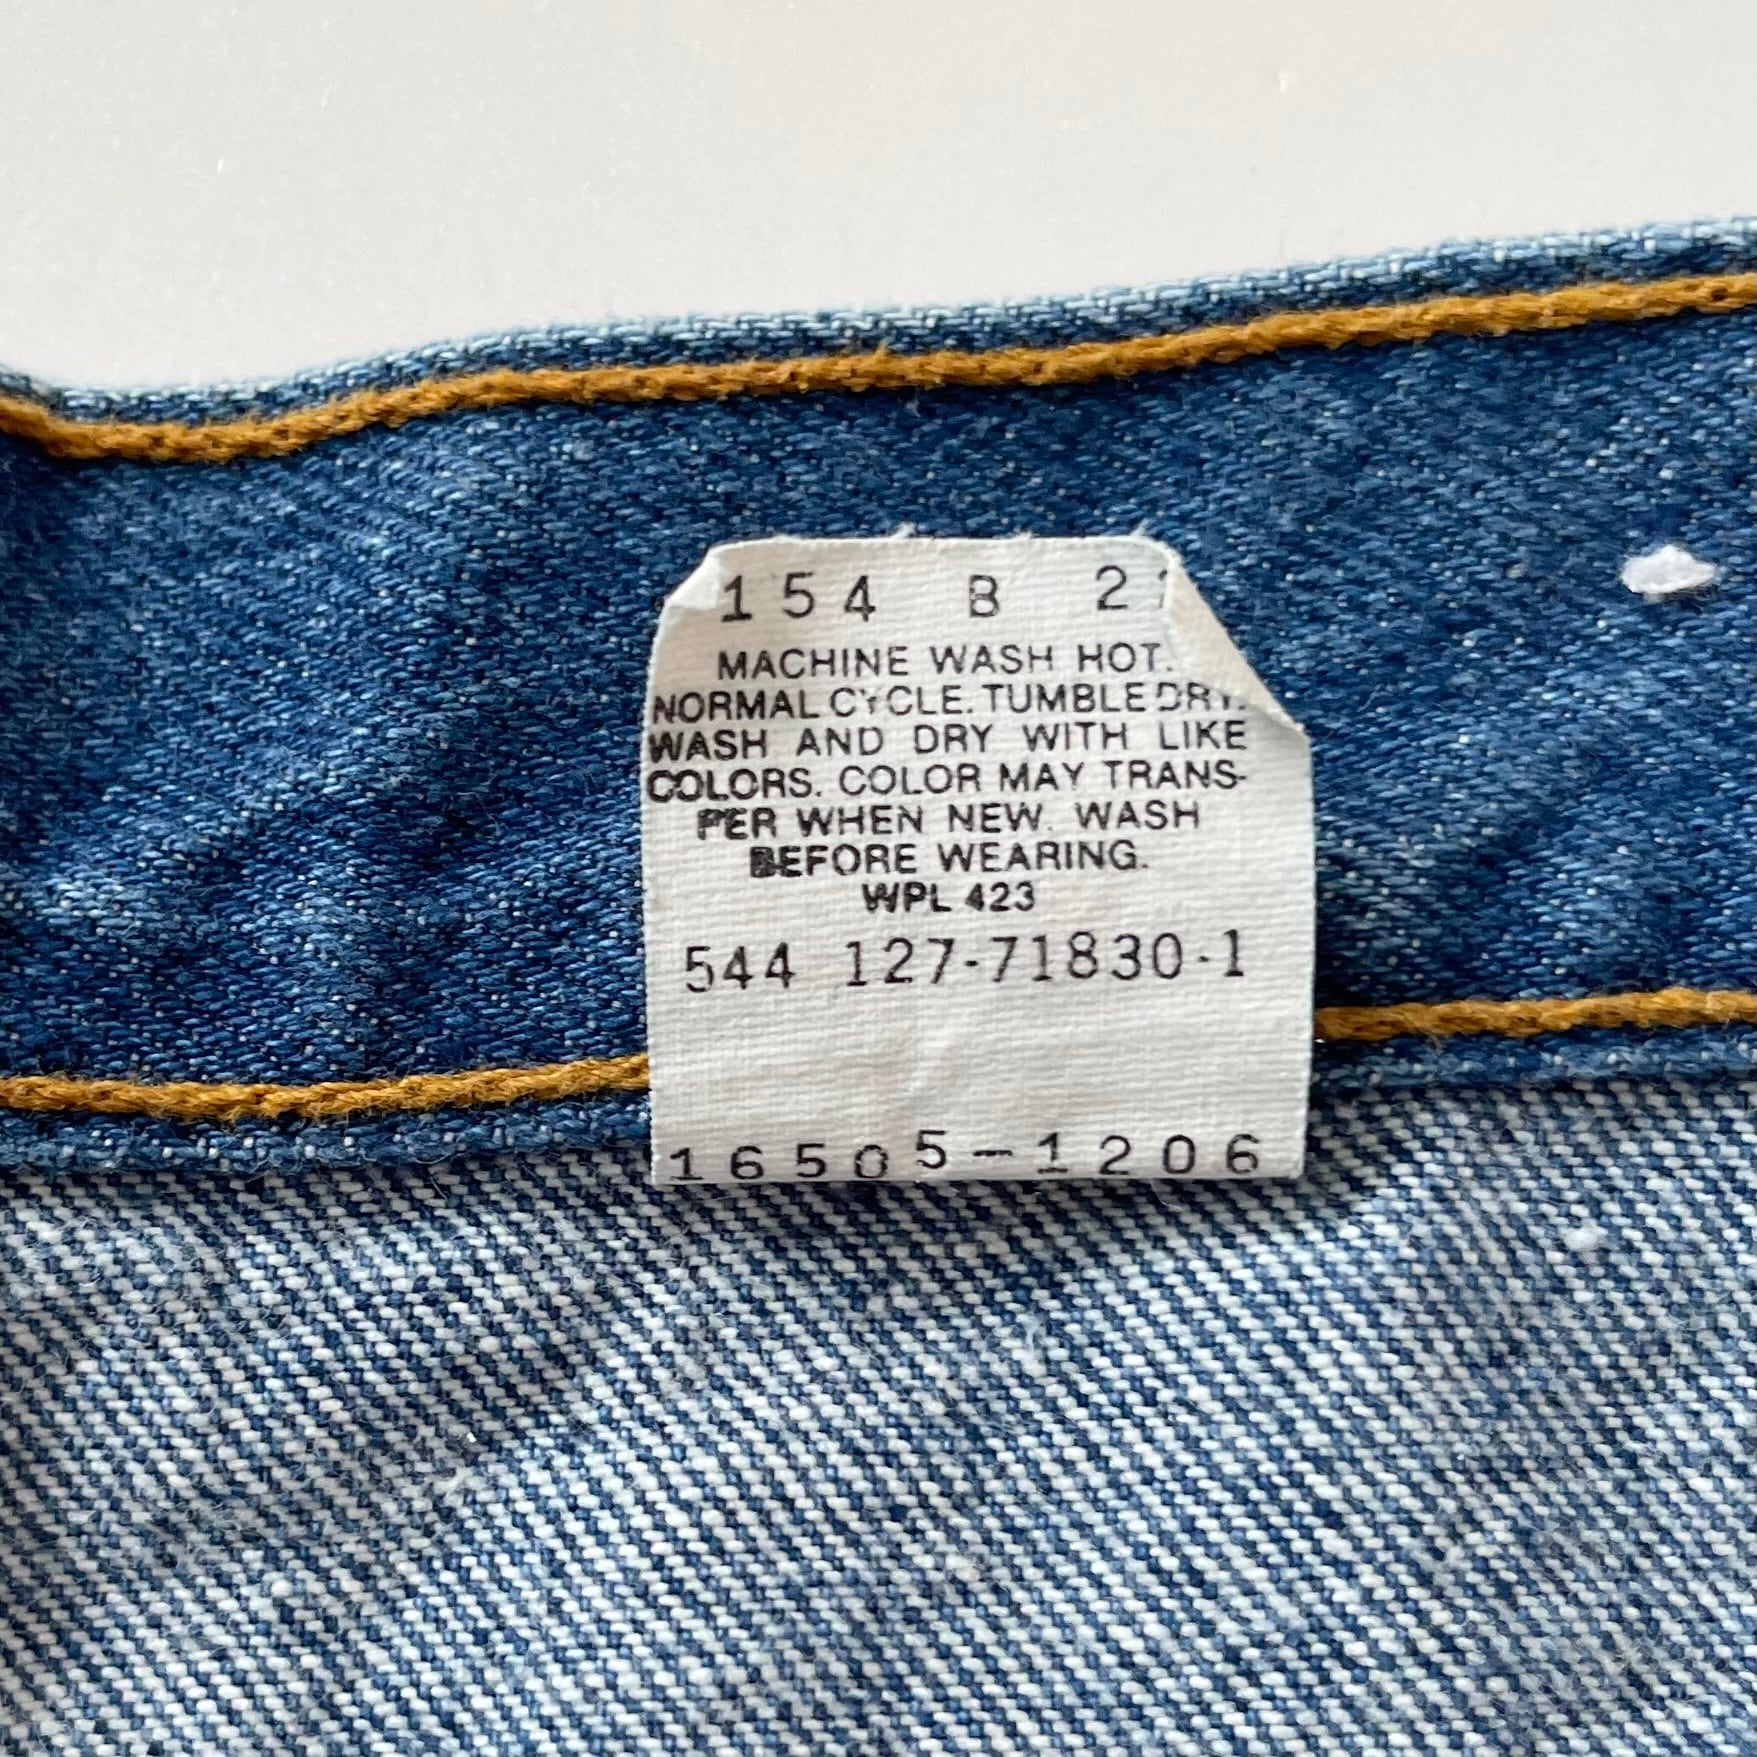 154 B 2
MACHINE WASH HOT.
NORMAL CYCLE. TUMBLE DRY.
WASH AND DRY WITH LIKE
COLORS. COLOR MAY TRANS-
FER WHEN NEW. WASH
BEFORE WEARING.
WPL 423
544 127-71830-1
16505-1206